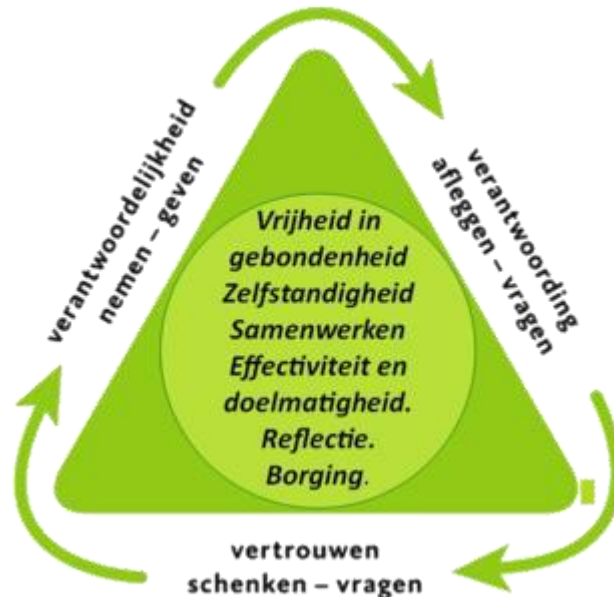 verantwoordelijkheid
nemen – geven
verantwoording
afleggen – vragen
Vrijheid in
gebondenheid
Zelfstandigheid
Samenwerken
Effectiviteit en
doelmatigheid.
Reflectie.
Borging.
vertrouwen
schenken – vragen